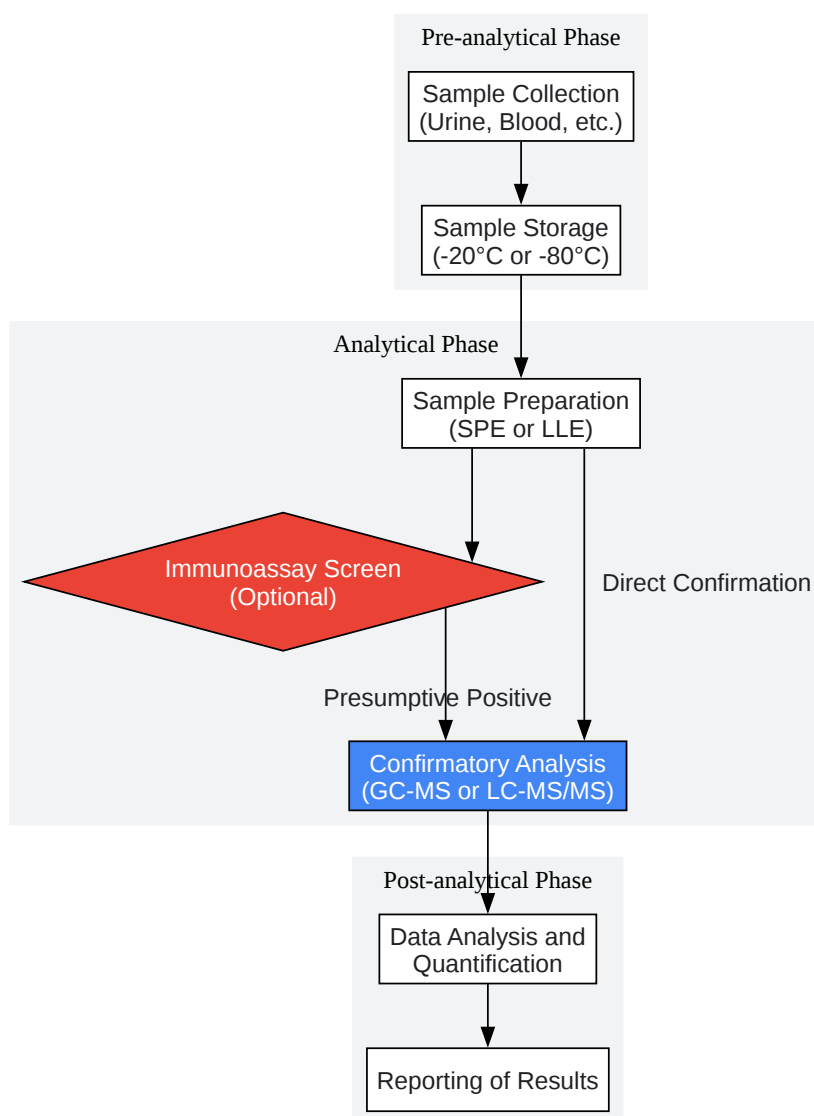 Pre-analytical Phase
Sample Collection
(Urine, Blood, etc.)
Sample Storage
(-20°C or -80°C)
Analytical Phase
Sample Preparation
(SPE or LLE)
Immunoassay Screen
(Optional)
Direct Confirmation
Presumptive Positive
Confirmatory Analysis
(GC-MS or LC-MS/MS)
Post-analytical Phase
Data Analysis and
Quantification
Reporting of Results